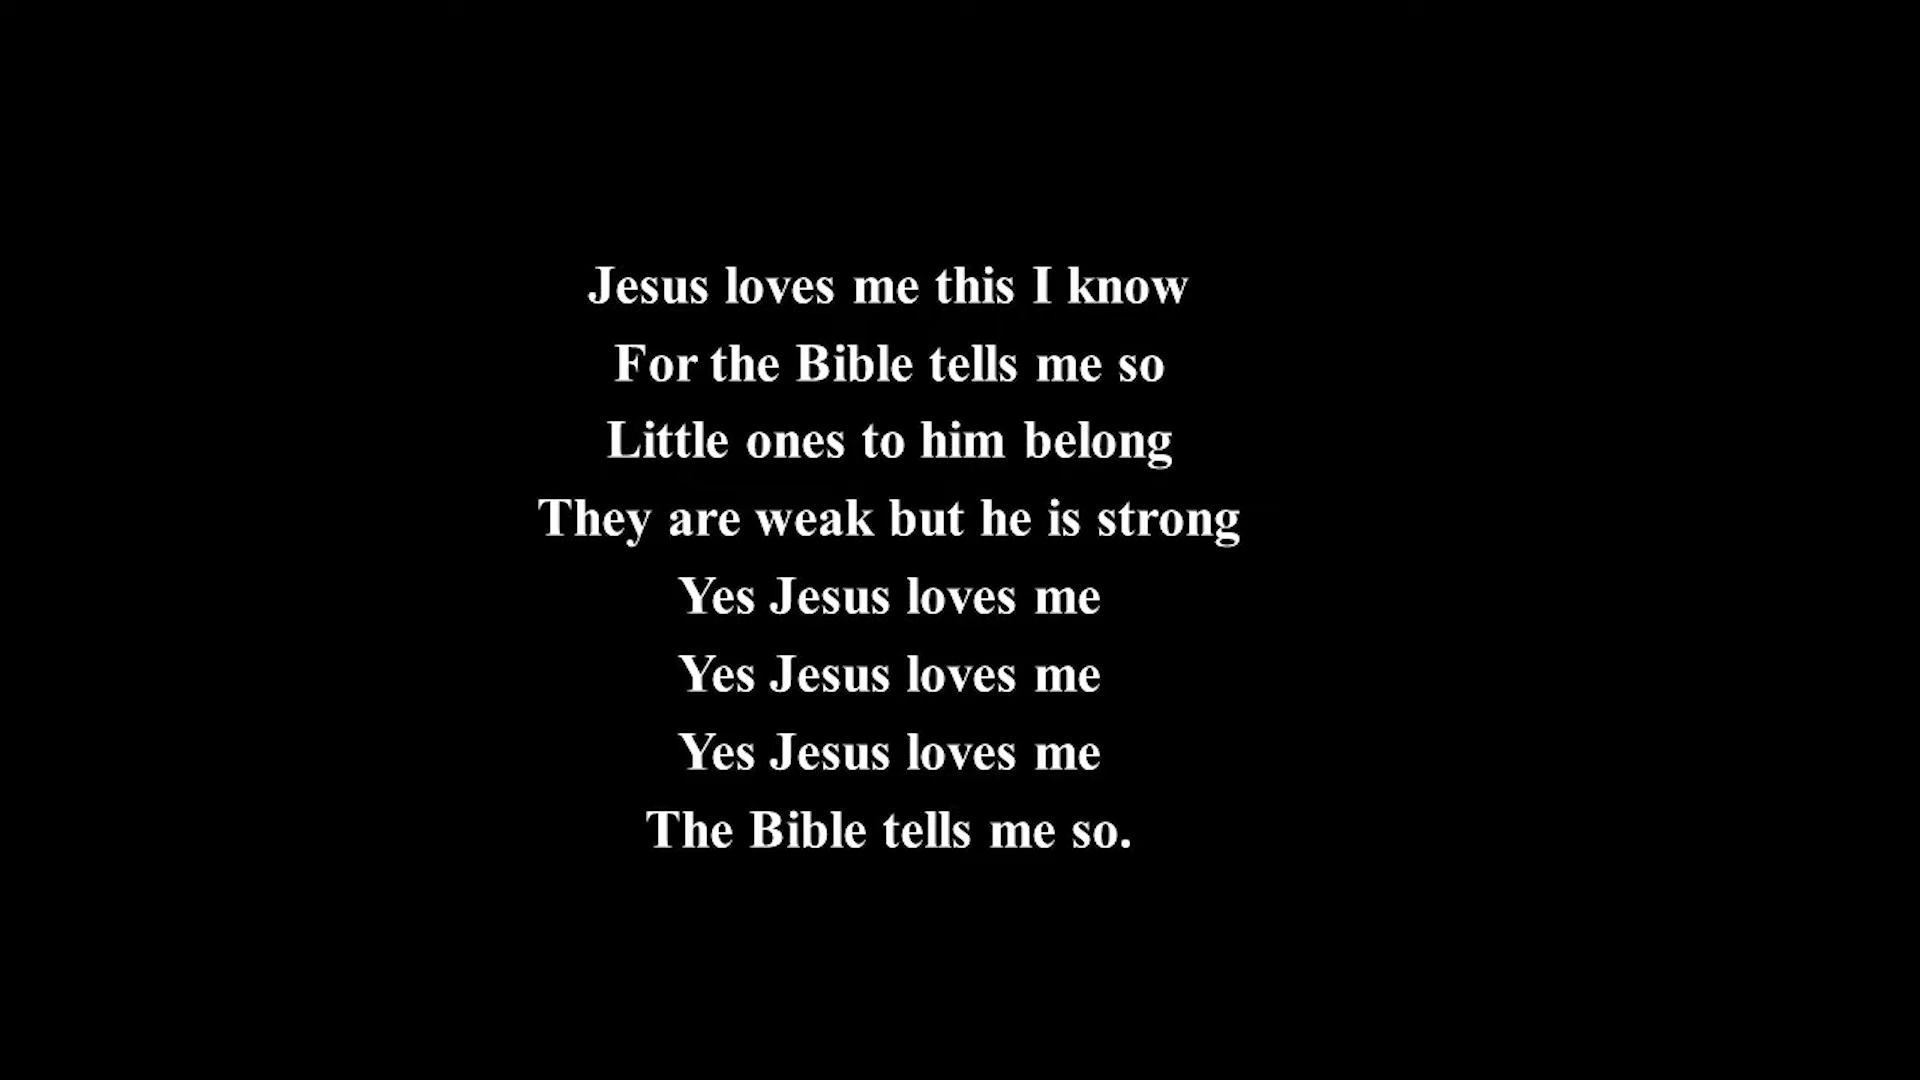 Jesus loves me this I know
For the Bible tells me so
Little ones to him belong
They are weak but he is strong
Yes Jesus loves me
Yes Jesus loves me
Yes Jesus loves me
The Bible tells me so.